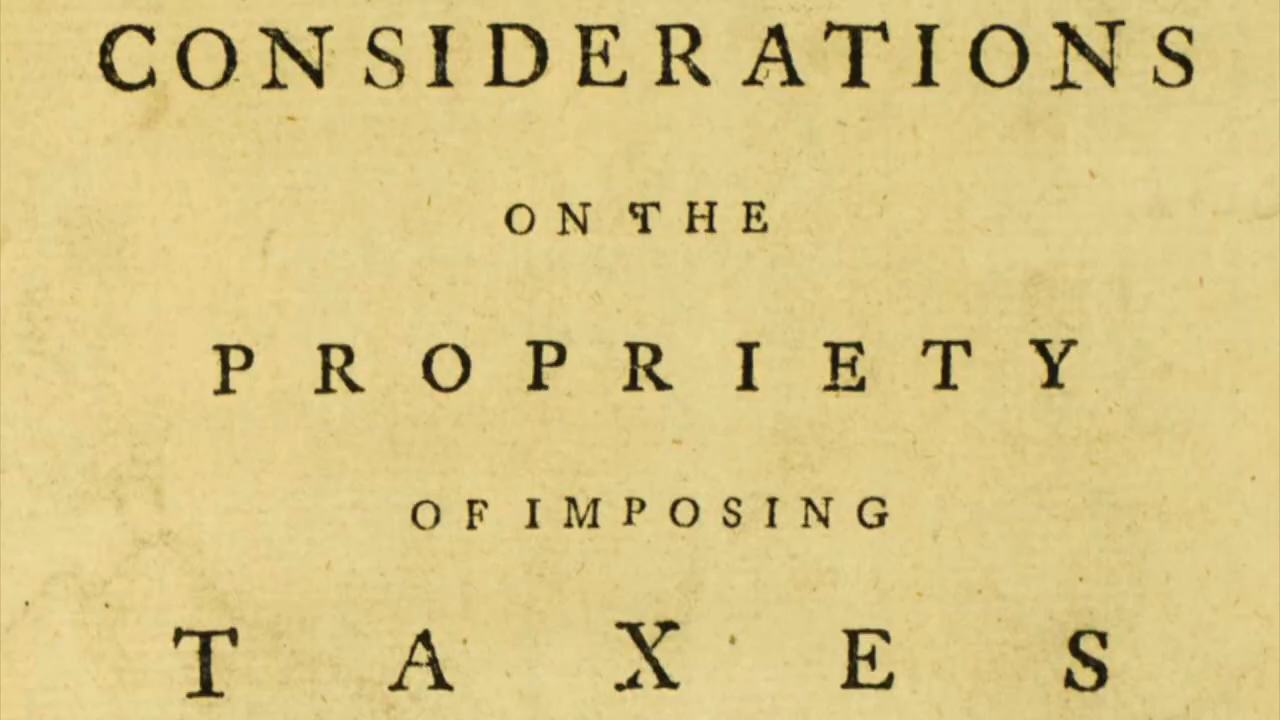 CONSIDERATIONS
ON THE
PROPRIETY
OF IMPOSING
TAXES